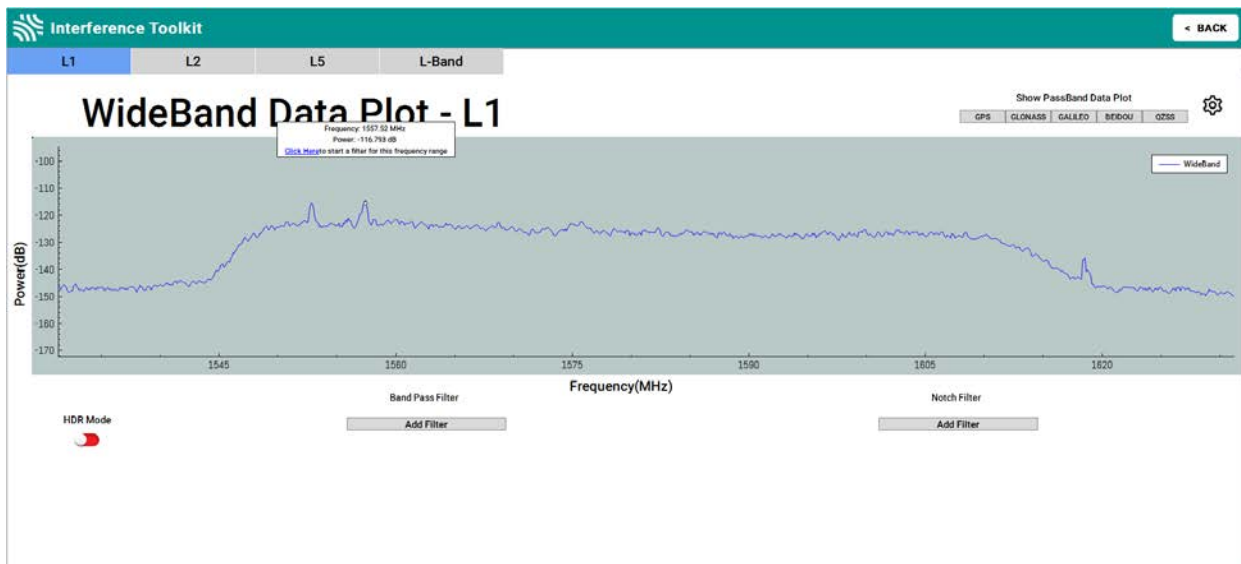 Interference Toolkit
< BACK
L1
L2
L5
L-Band
WideBand Data Plot - L1
Show PassBand Data Plot
GPS
GLONASS
GALILEO
BEIDOU
QZSS
Frequency: 1557.52 MHz
Power: -116.793 dB
Click Hereto start a filter for this frequency range
WideBand
Power(dB)
-100
-110
-120
-130
-140
-150
-160
-170
1545
1560
1575
1590
1605
1620
Frequency(MHz)
Band Pass Filter
Notch Filter
HDR Mode
Add Filter
Add Filter